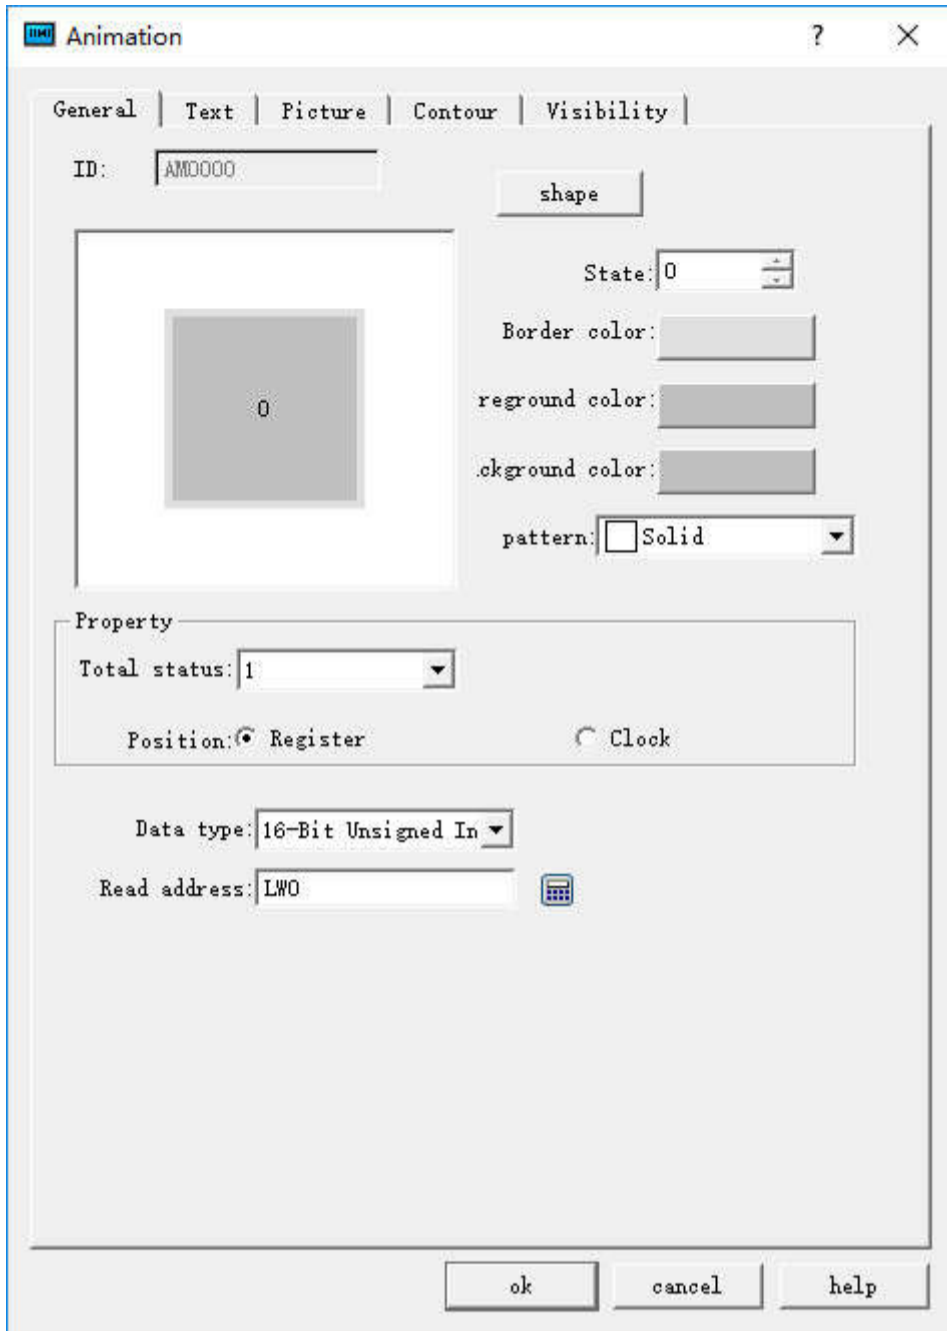 HMI Animation ?
General Text Picture Contour Visibility
ID: AM0000
shape
State: 0
0
Border color:
reground color:
.ckground color:
pattern: Solid
Property
Total status: 1
Position: Register Clock
Data type: 16-Bit Unsigned In
Read address: LW0
ok cancel help